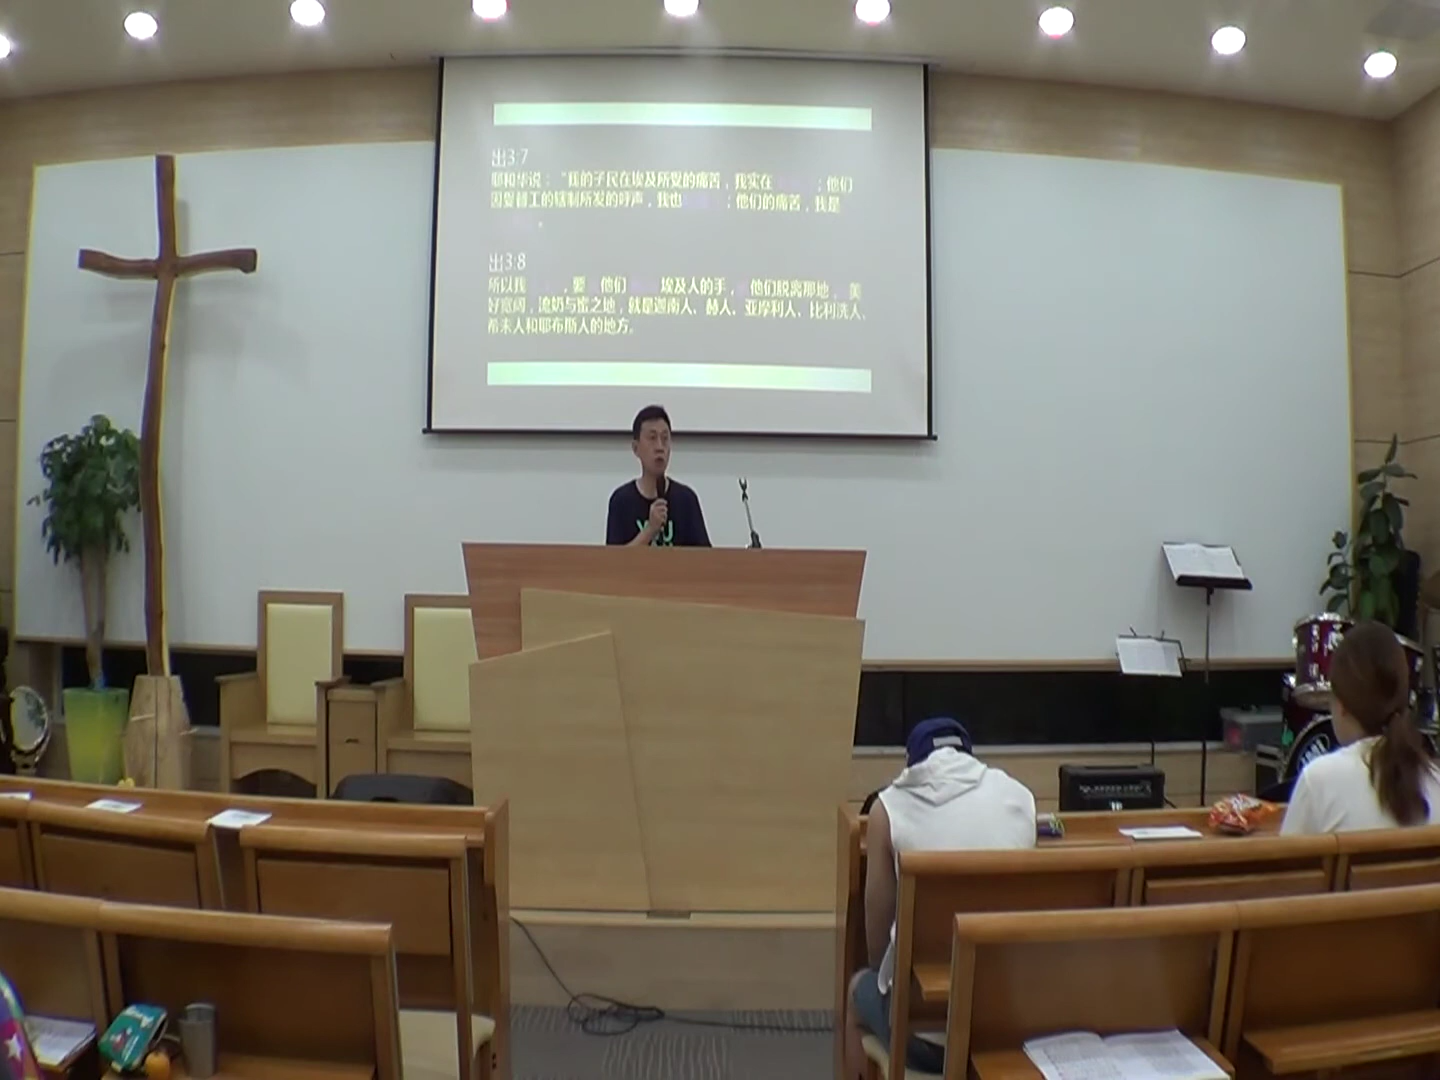 出3:7
耶和华说："我的子民在埃及所受的痛苦，我实在 ；他们
因受督工的辖制所发的呼声，我也 ；他们的痛苦，我是
。
出3:8
所以我 ，要 他们 埃及人的手， 他们脱离那地， 美
好宽阔，流奶与蜜之地，就是迦南人、赫人、亚摩利人、比利洗人、
希未人和耶布斯人的地方。